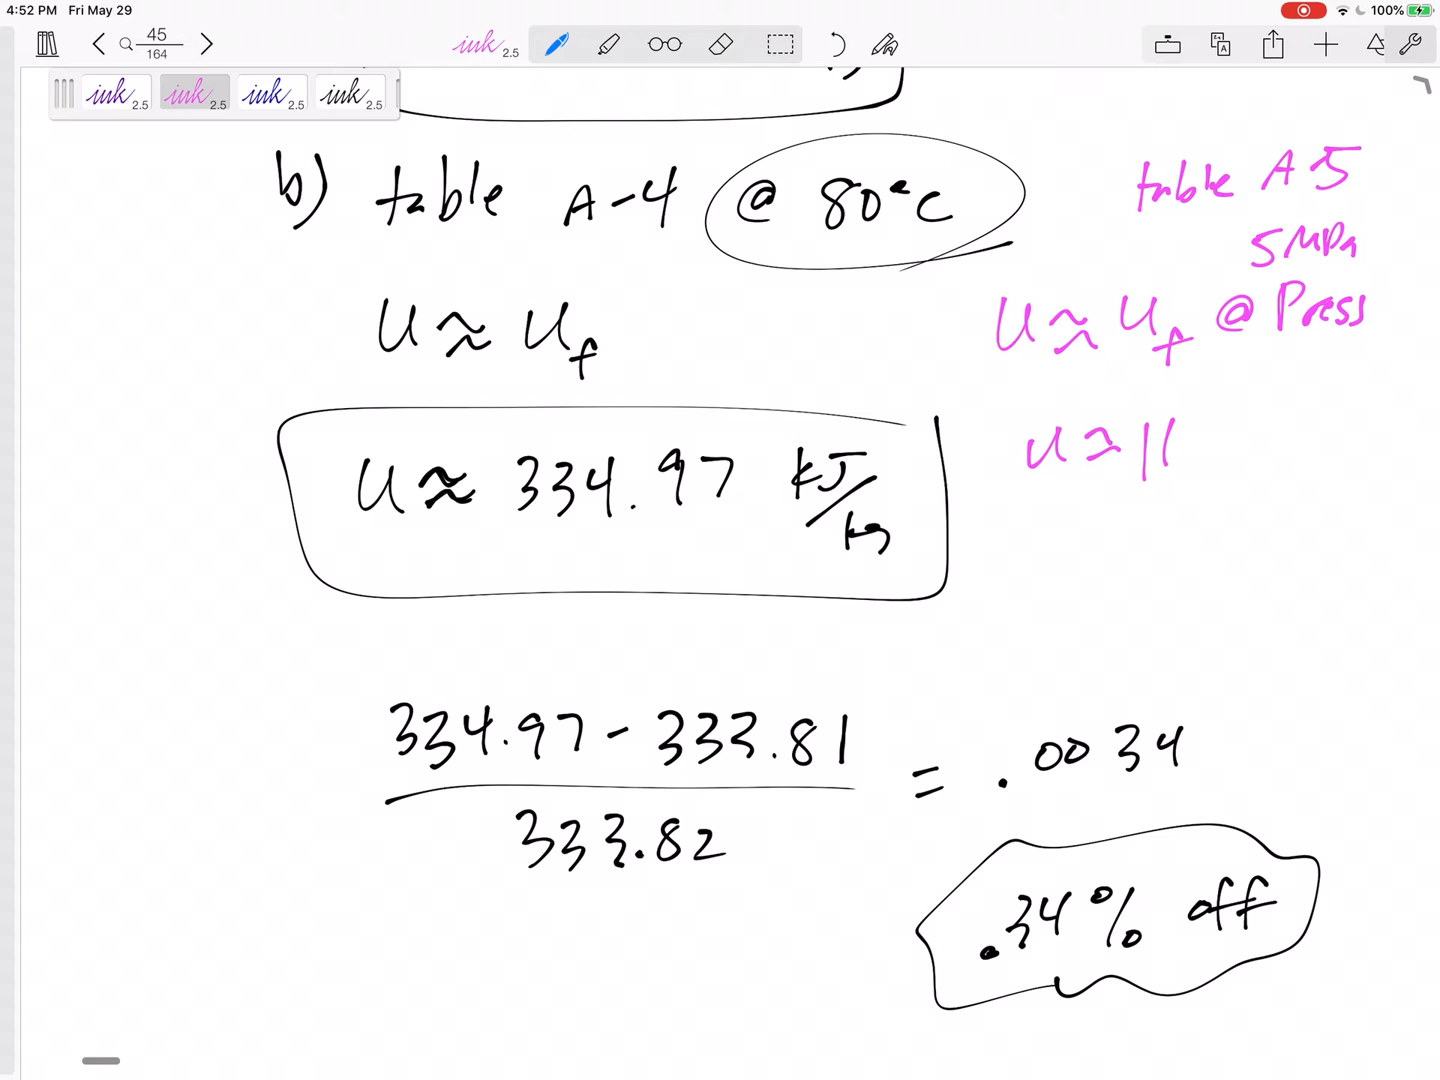 4:52 PM Fri May 29
100%
45
164
ink 2.5
ink 2.5
ink 2.5
ink 2.5
ink 2.5
b) table A-4 @ 80°C
U ≈ Uf
U ≈ 334.97 kJ/kg
table A-5
5 MPa
U ≈ Uf @ Press
U ≈ 11
334.97 - 333.81
333.82
= .0034
.34% off